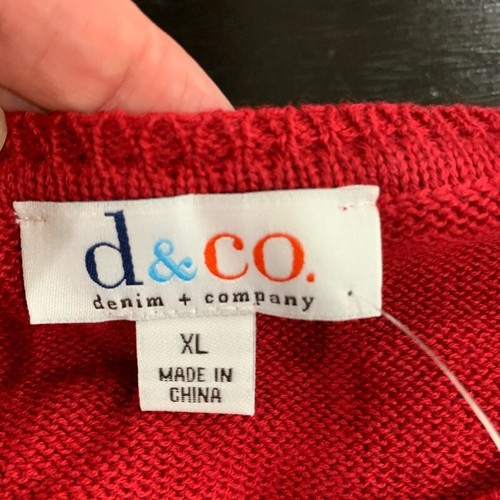 d&co.
denim + company
XL
MADE IN
CHINA